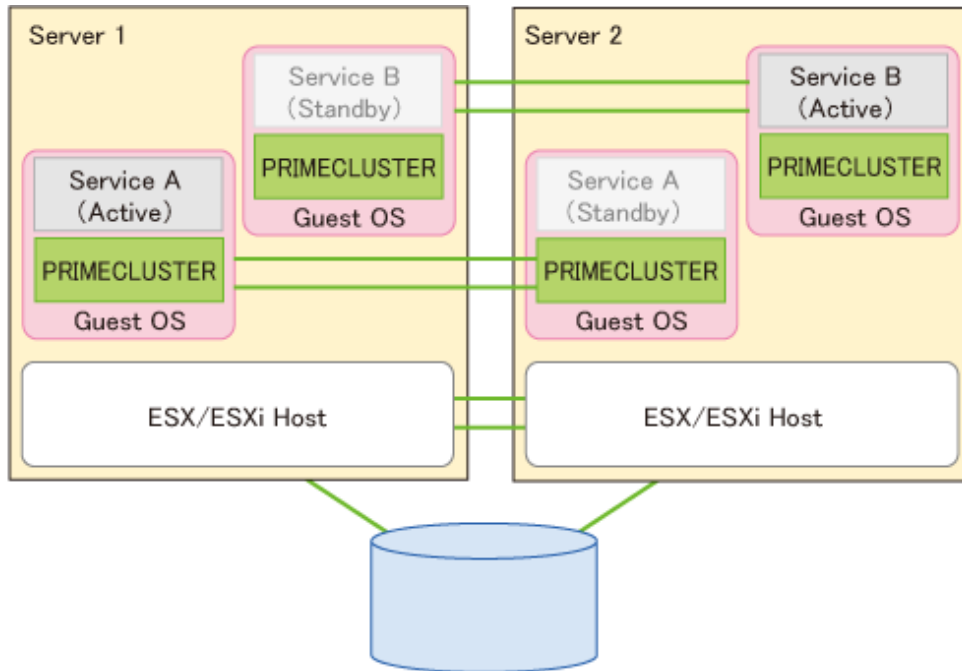 Server 1
Service B
(Standby)
PRIMECLUSTER
Guest OS
Service A
(Active)
PRIMECLUSTER
Guest OS
ESX/ESXi Host
Server 2
Service B
(Active)
PRIMECLUSTER
Guest OS
Service A
(Standby)
PRIMECLUSTER
Guest OS
ESX/ESXi Host